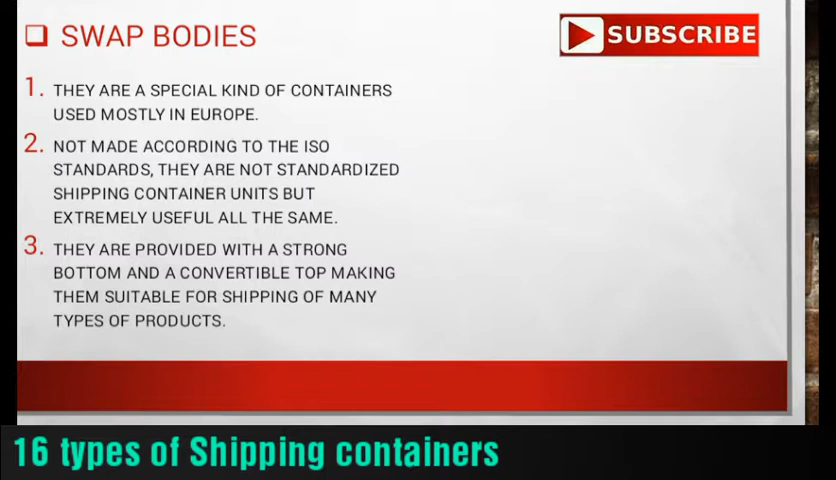 SWAP BODIES
SUBSCRIBE
1. THEY ARE A SPECIAL KIND OF CONTAINERS
USED MOSTLY IN EUROPE.
2. NOT MADE ACCORDING TO THE ISO
STANDARDS, THEY ARE NOT STANDARDIZED
SHIPPING CONTAINER UNITS BUT
EXTREMELY USEFUL ALL THE SAME.
3. THEY ARE PROVIDED WITH A STRONG
BOTTOM AND A CONVERTIBLE TOP MAKING
THEM SUITABLE FOR SHIPPING OF MANY
TYPES OF PRODUCTS.
16 types of Shipping containers